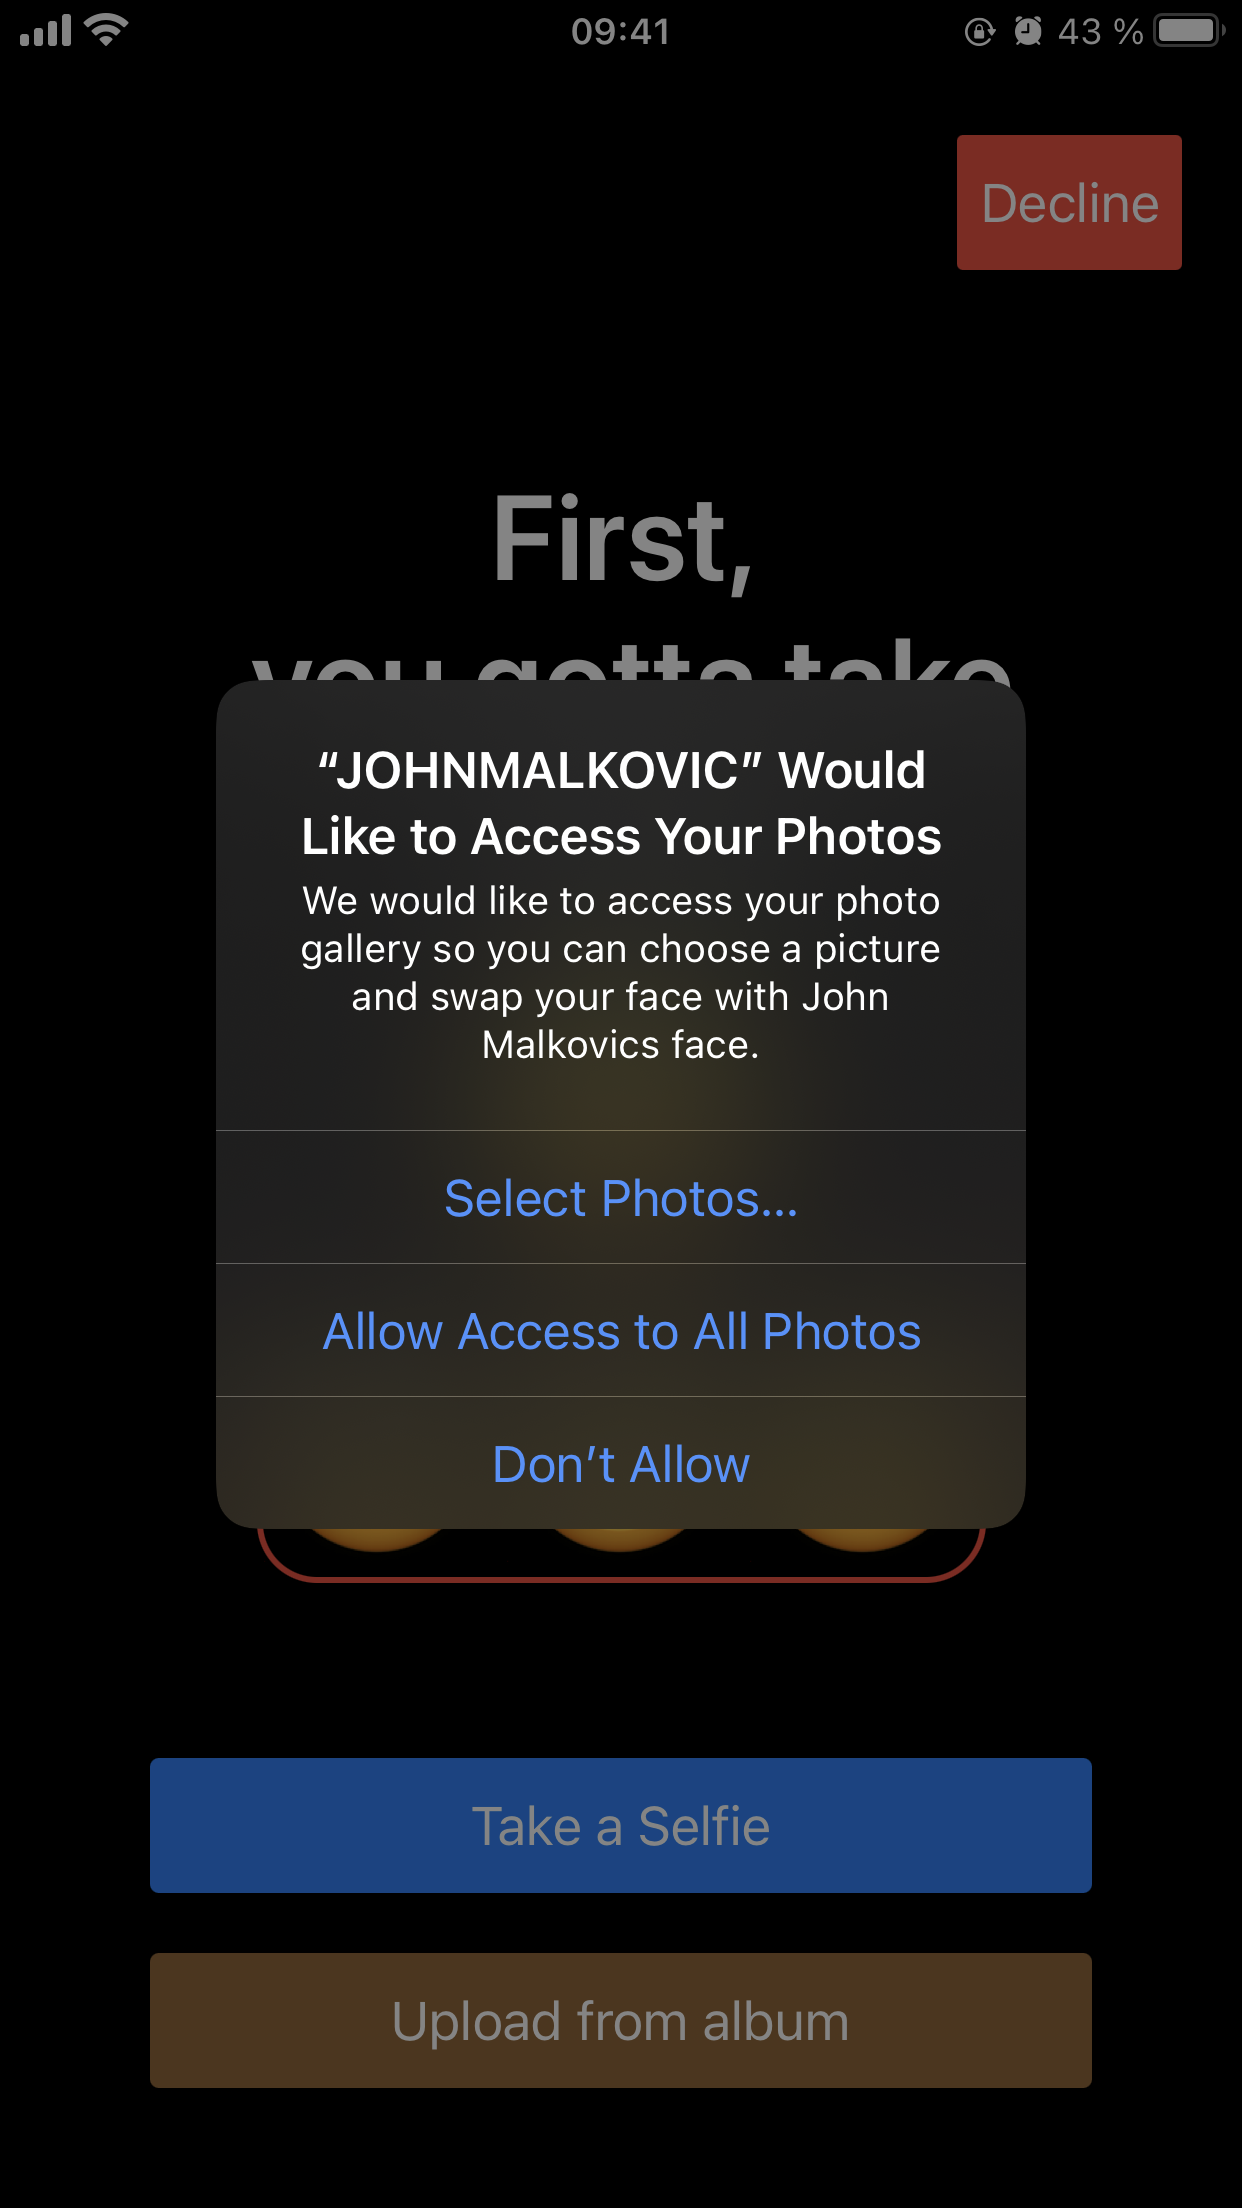 09:41
43 %
Decline
First,
you gotta take
“JOHNMALKOVIC” Would
Like to Access Your Photos
We would like to access your photo
gallery so you can choose a picture
and swap your face with John
Malkovics face.
Select Photos...
Allow Access to All Photos
Don’t Allow
Take a Selfie
Upload from album